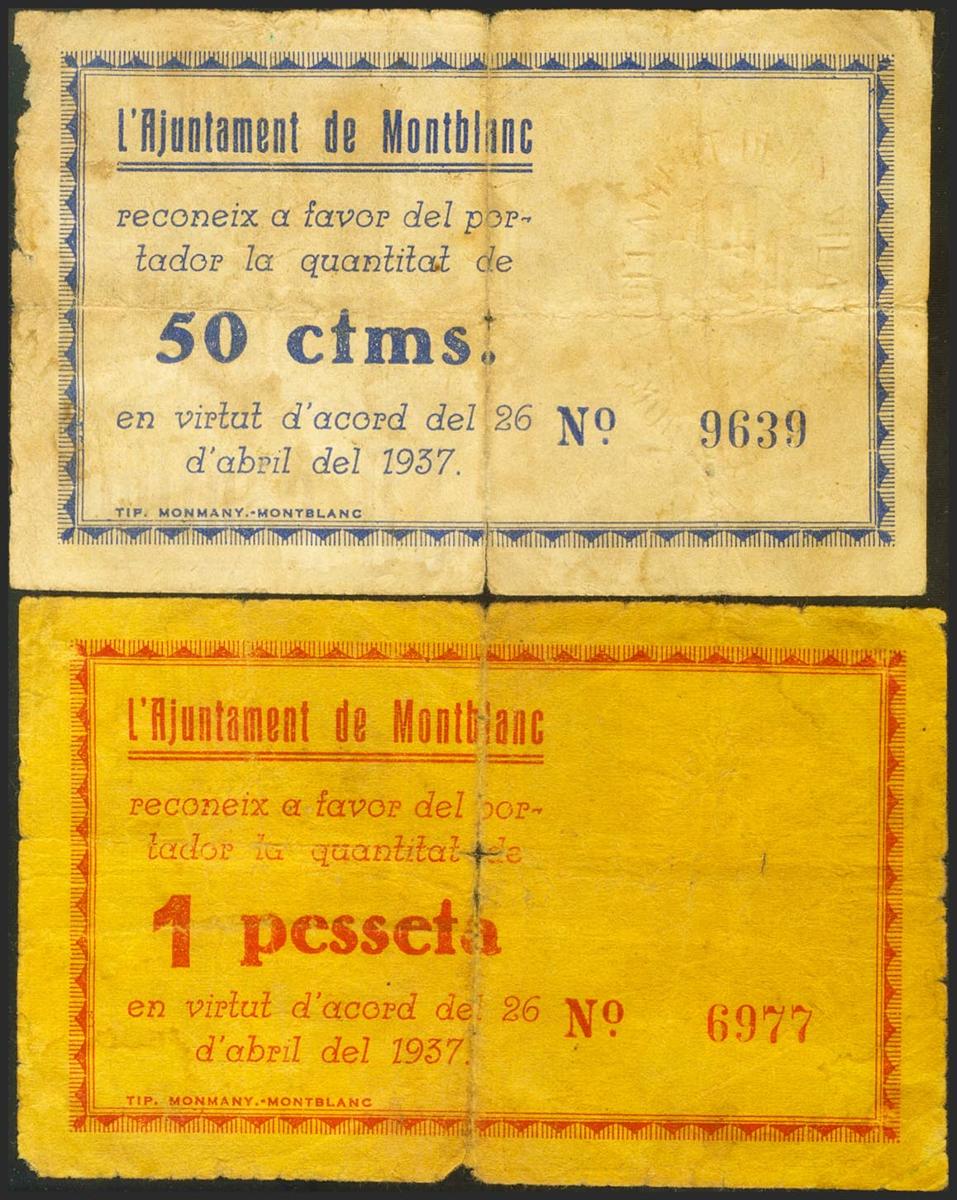 L'Ajuntament de Montblanc
reconeix a favor del por-
tador la quantitat de
50 ctms.
en virtut d'acord del 26
d'abril del 1937.
Nº 9639
TIP. MONMANY.-MONTBLANC
L'Ajuntament de Montblanc
reconeix a favor del por-
tador la quantitat de
1 pesseta
en virtut d'acord del 26
d'abril del 1937.
Nº 6977
TIP. MONMANY.-MONTBLANC